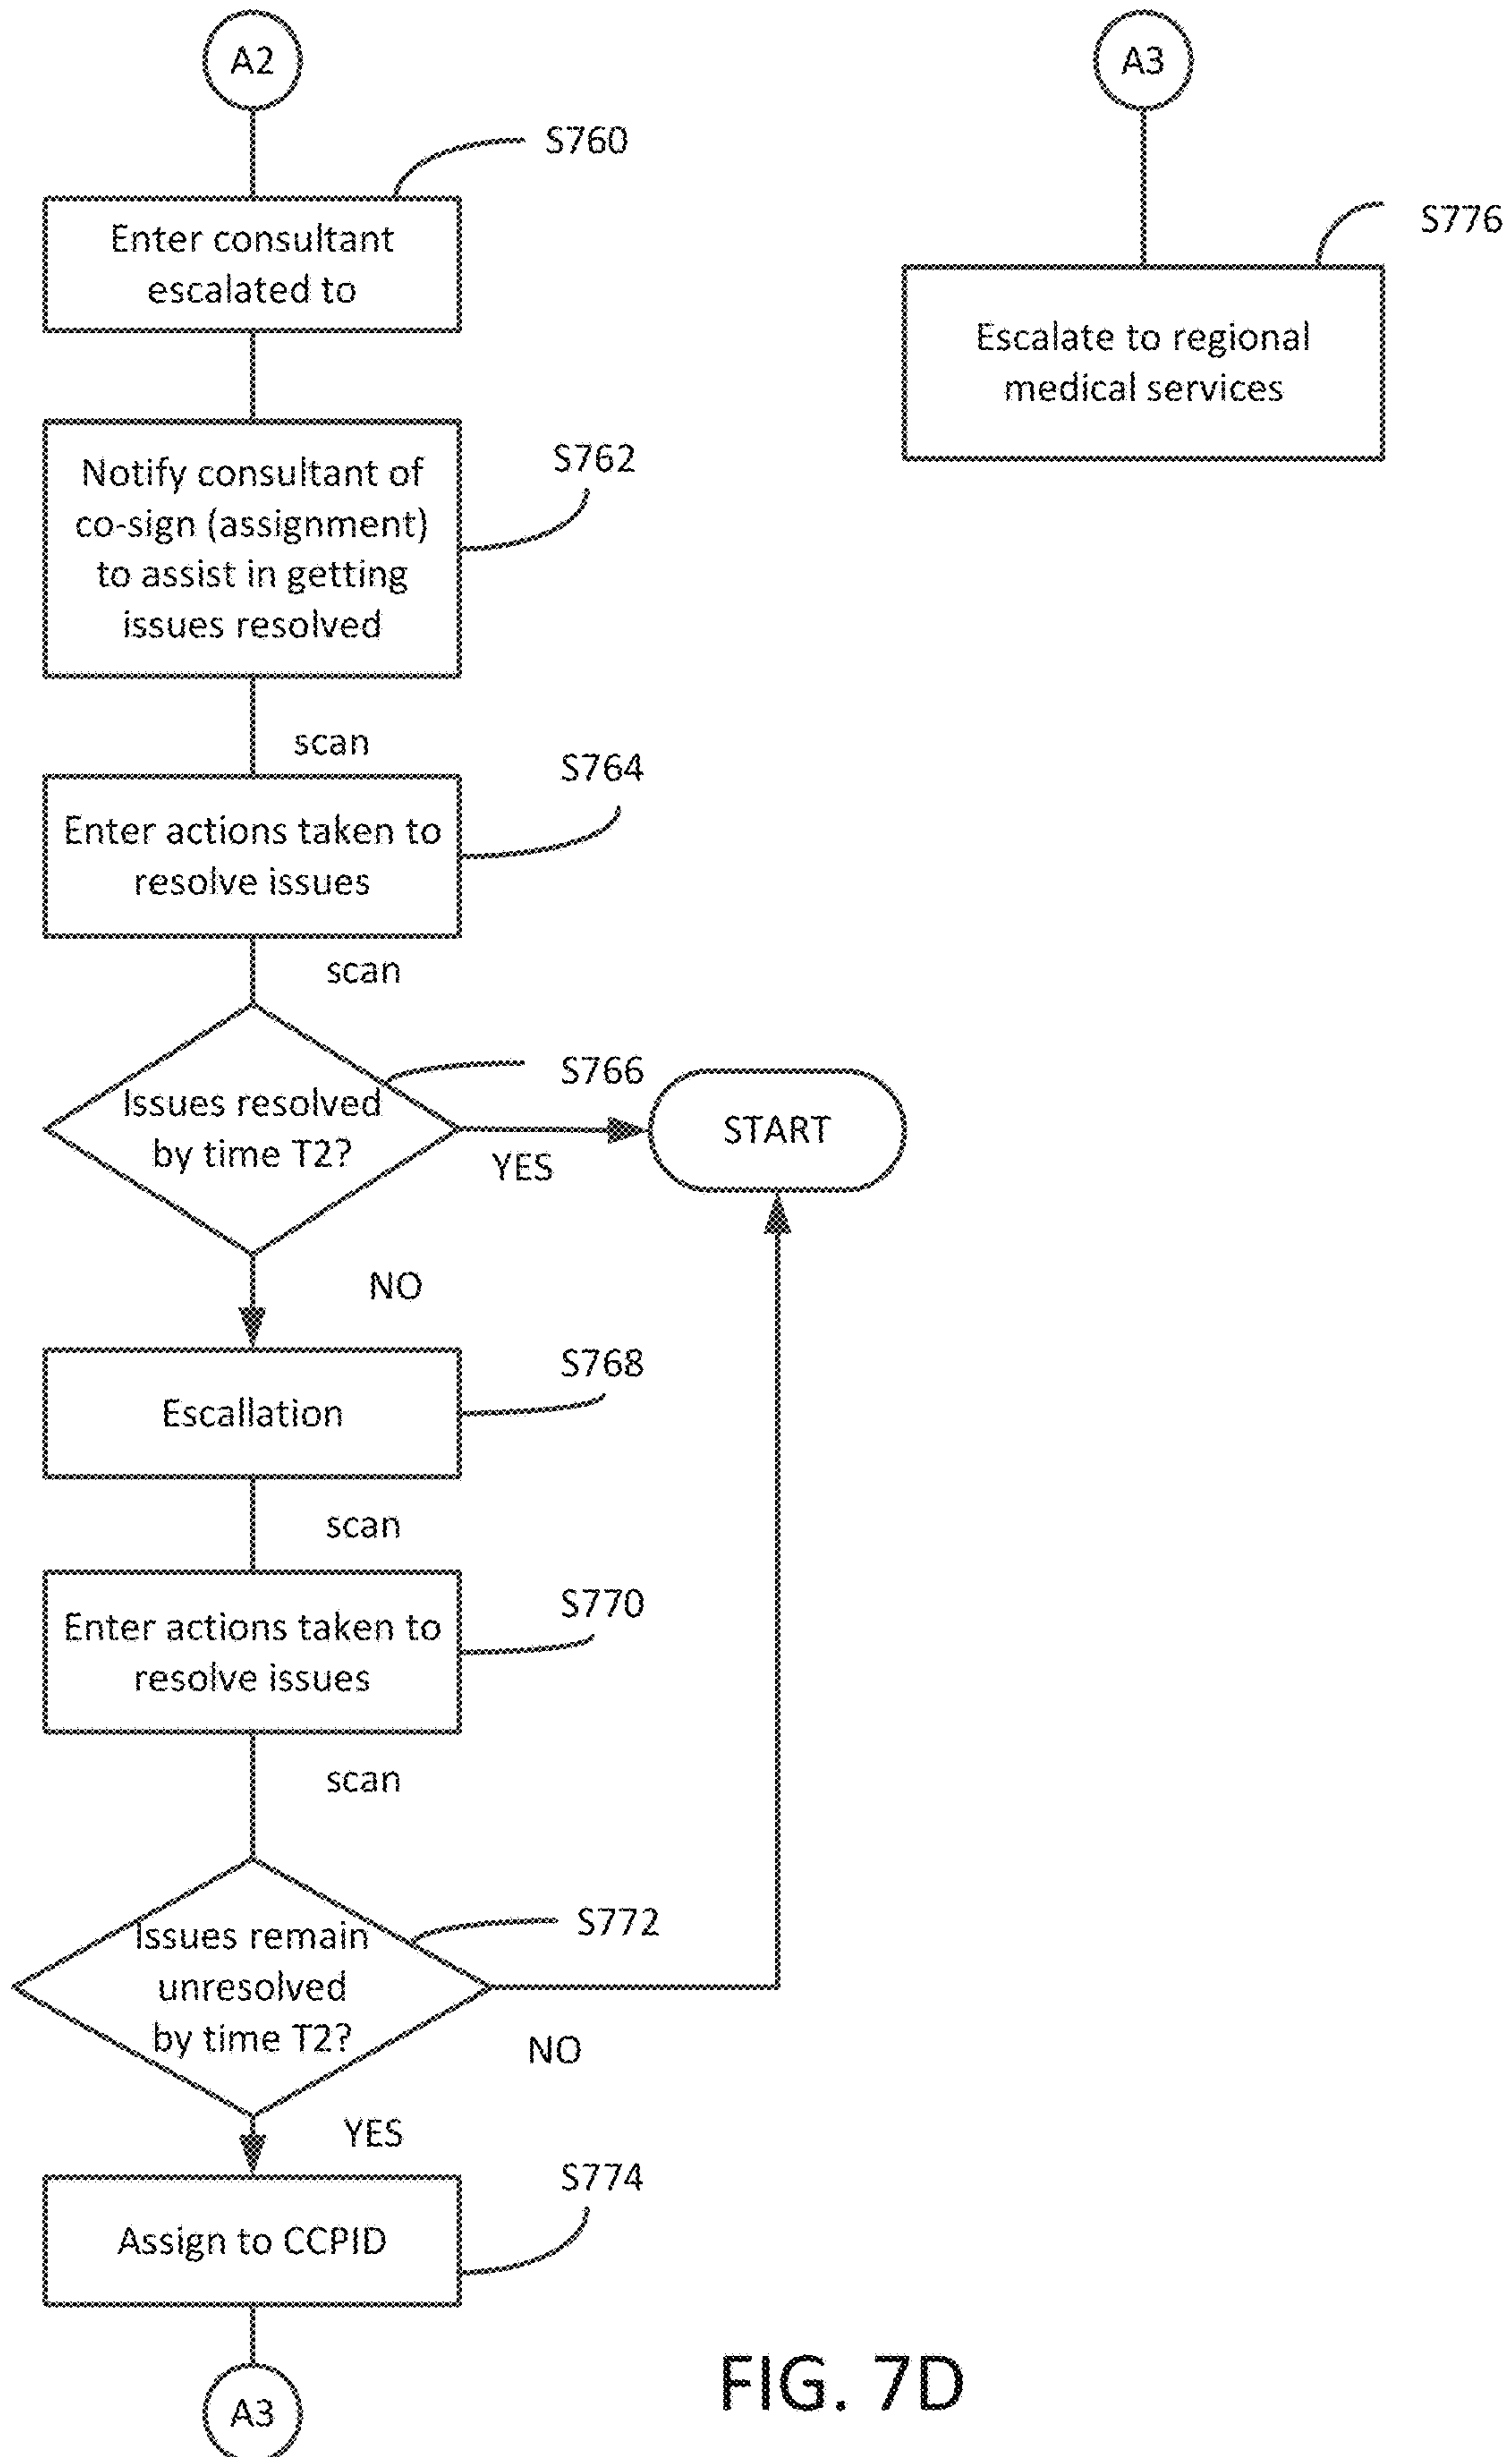 A2
S760
Enter consultant
escalated to
S762
Notify consultant of
co-sign (assignment)
to assist in getting
issues resolved
scan
S764
Enter actions taken to
resolve issues
scan
S766
Issues resolved
by time T2?
YES
START
NO
S768
Escallation
scan
S770
Enter actions taken to
resolve issues
scan
S772
Issues remain
unresolved
by time T2?
NO
YES
S774
Assign to CCPID
A3
A3
S776
Escalate to regional
medical services
FIG. 7D